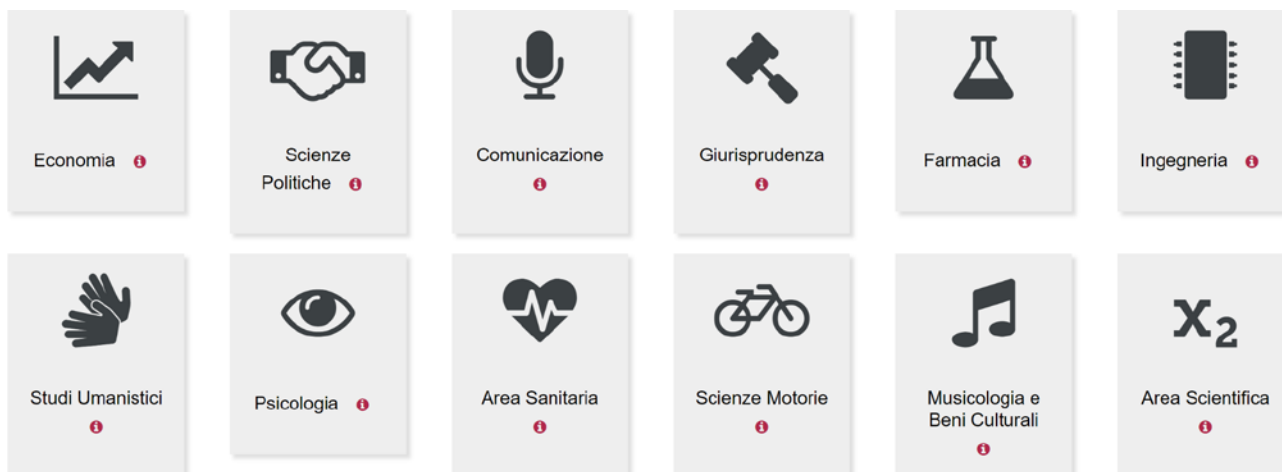 Economia
Scienze
Politiche
Comunicazione
Giurisprudenza
Farmacia
Ingegneria
x₂
Studi Umanistici
Psicologia
Area Sanitaria
Scienze Motorie
Musicologia e
Beni Culturali
Area Scientifica